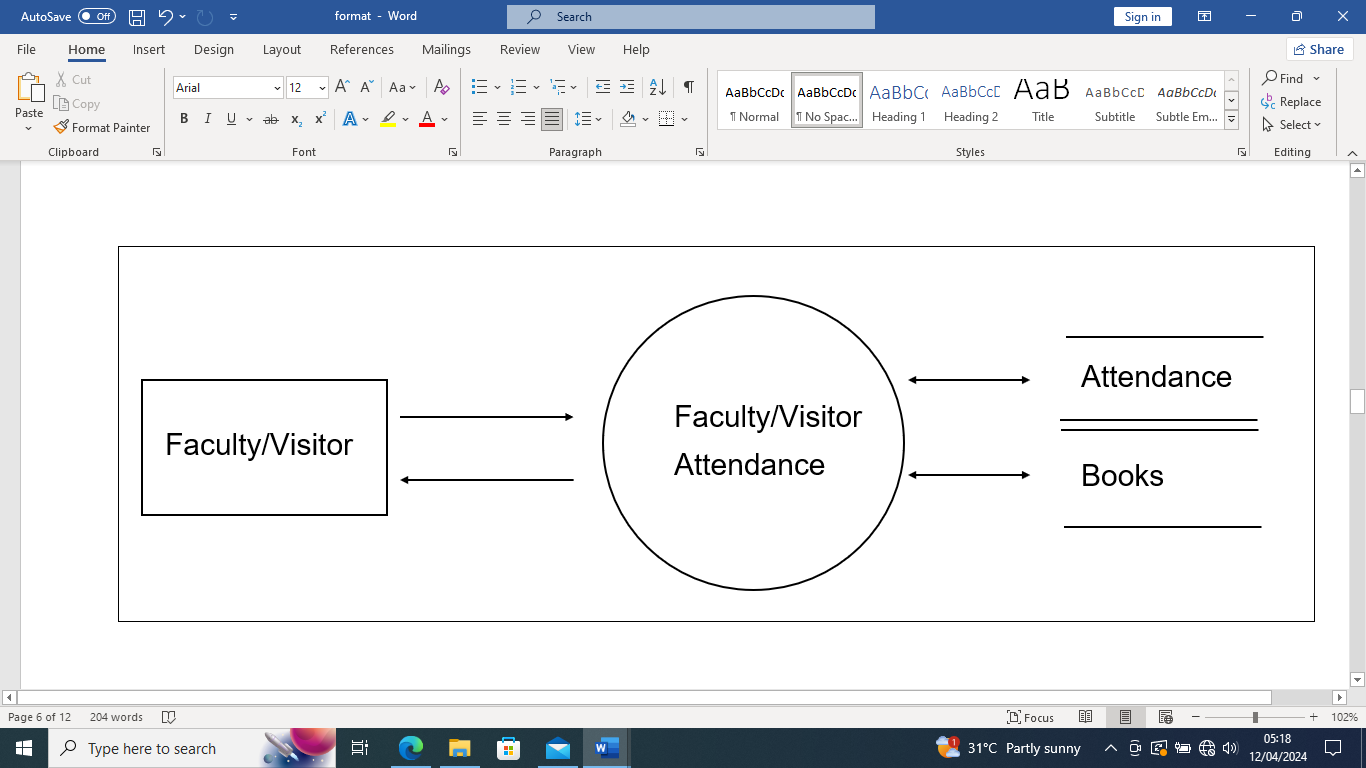 AutoSave Off format - Word Search Sign in
File Home Insert Design Layout References Mailings Review View Help Share
Paste Cut Copy Format Painter
Arial 12
B I U ab x₂ x² A A
AaBbCcDc AaBbCcDc AaBbCc AaBbCcD AaB AaBbCcD AaBbCcDc
¶ Normal ¶ No Spac... Heading 1 Heading 2 Title Subtitle Subtle Em...
Find
Replace
Select
Clipboard Font Paragraph Styles Editing
Faculty/Visitor
Faculty/Visitor
Attendance
Attendance
Books
Page 6 of 12 204 words Focus 102%
Type here to search 31°C Partly sunny 05:18
12/04/2024